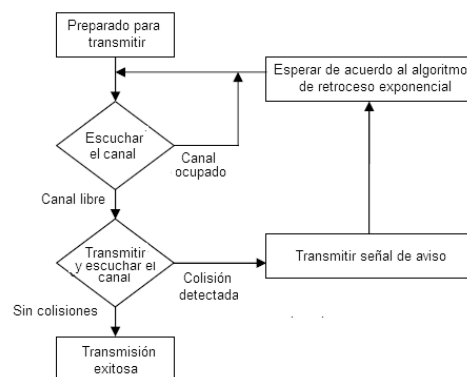 Preparado para
transmitir
Esperar de acuerdo al algoritmo
de retroceso exponencial
Escuchar
el canal
Canal
ocupado
Canal libre
Transmitir
y escuchar el
canal
Transmitir señal de aviso
Colisión
detectada
Sin colisiones
Transmisión
exitosa